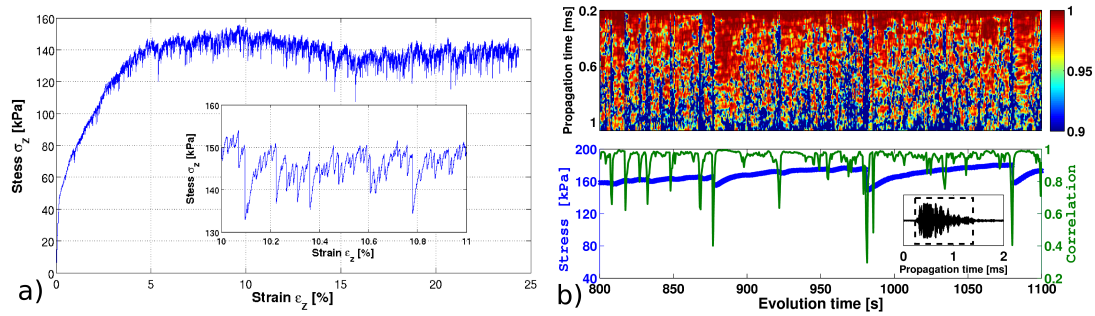 160
140
120
100
80
60
40
20
0
Stess σz [kPa]
0 5 10 15 20 25
Strain εz [%]
a)
160
150
140
130
Stess σz [kPa]
10 10.2 10.4 10.6 10.8 11
Strain εz [%]
0.2
0.6
1
Propagation time [ms]
1
0.95
0.9
200
160
120
80
40
Stress [kPa]
1
0.8
0.6
0.4
0.2
Correlation
0 1 2
Propagation time [ms]
800 850 900 950 1000 1050 1100
Evolution time [s]
b)